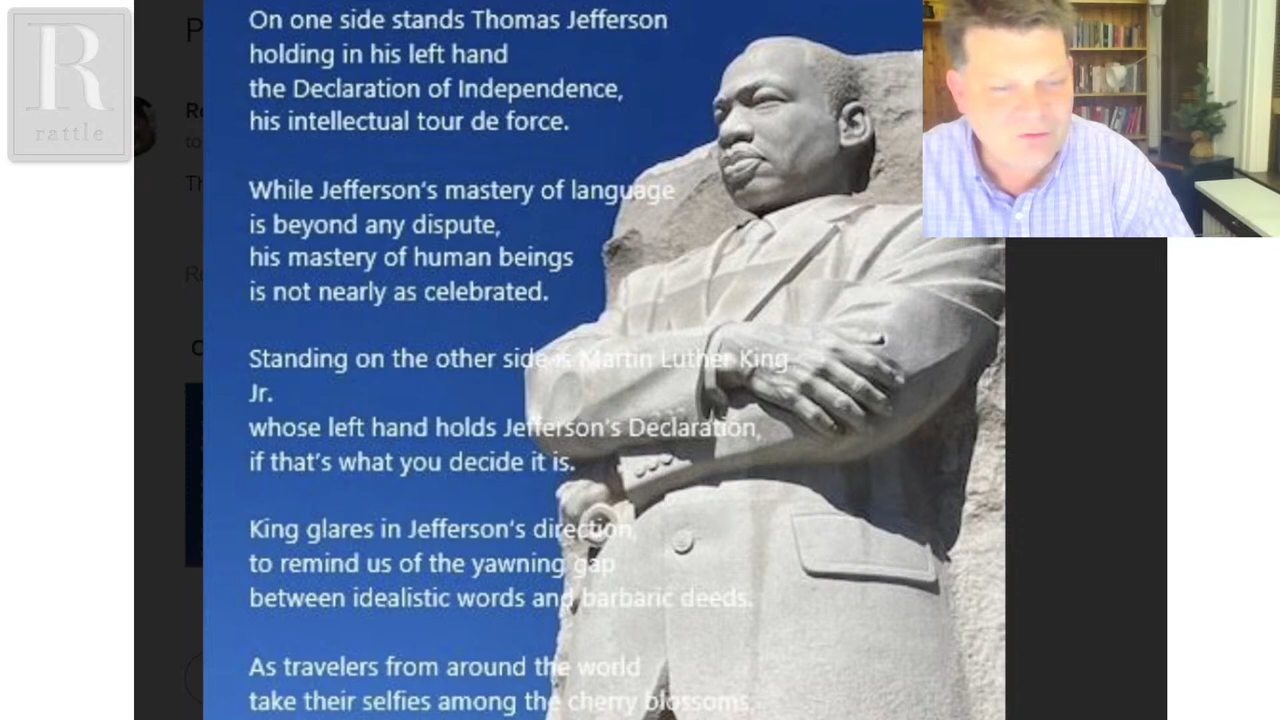 R
rattle
P
Re
to
Th
Re
On one side stands Thomas Jefferson
holding in his left hand
the Declaration of Independence,
his intellectual tour de force.
While Jefferson's mastery of language
is beyond any dispute,
his mastery of human beings
is not nearly as celebrated.
Standing on the other side is Martin Luther King
Jr.
whose left hand holds Jefferson's Declaration,
if that's what you decide it is.
King glares in Jefferson's direction,
to remind us of the yawning gap
between idealistic words and barbaric deeds.
As travelers from around the world
take their selfies among the cherry blossoms,